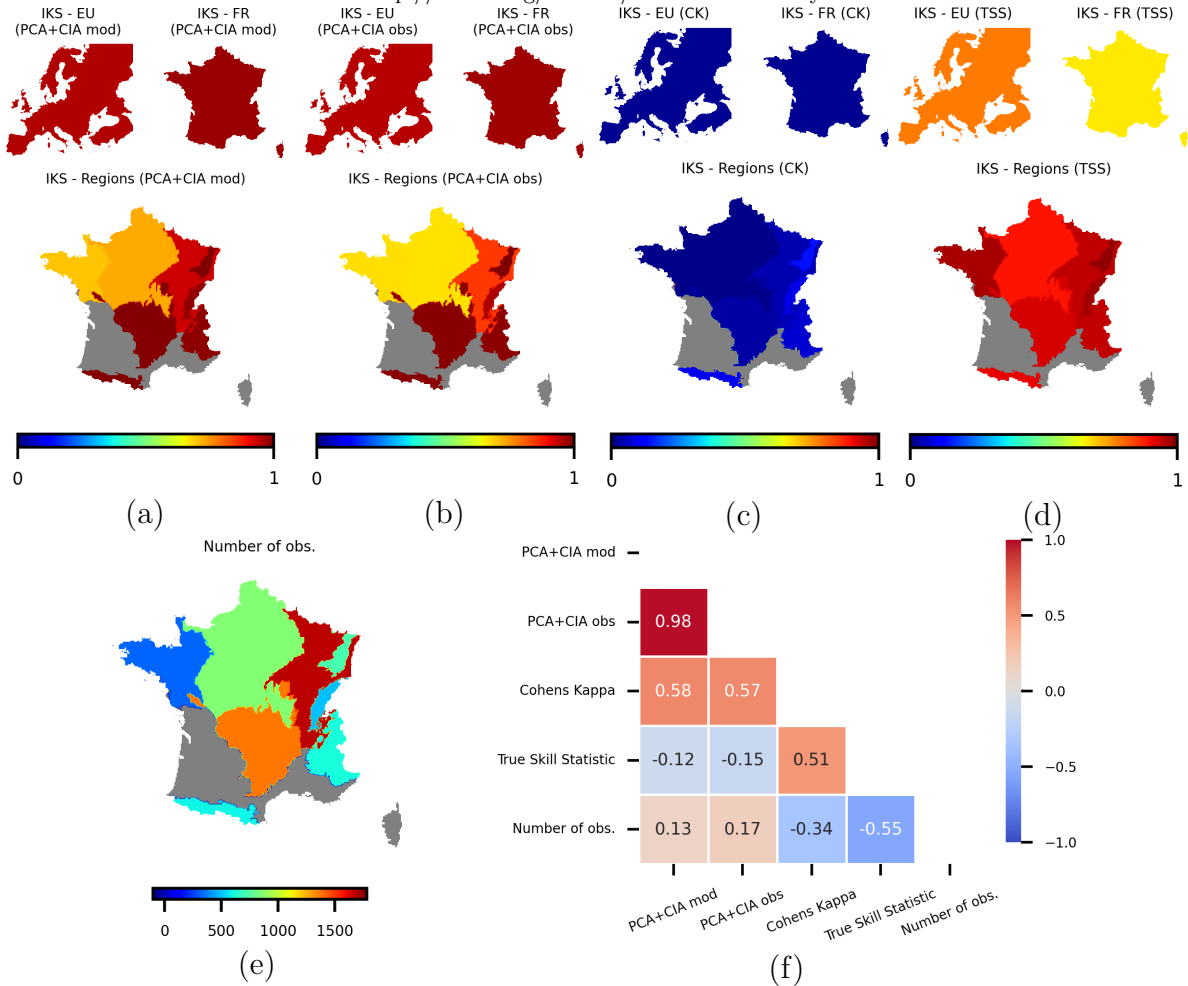 IKS - EU
(PCA+CIA mod)
IKS - FR
(PCA+CIA mod)
IKS - EU
(PCA+CIA obs)
IKS - FR
(PCA+CIA obs)
IKS - EU (CK)
IKS - FR (CK)
IKS - EU (TSS)
IKS - FR (TSS)
IKS - Regions (PCA+CIA mod)
IKS - Regions (PCA+CIA obs)
IKS - Regions (CK)
IKS - Regions (TSS)
0 1
0 1
0 1
0 1
(a)
(b)
(c)
(d)
Number of obs.
0 500 1000 1500
(e)
PCA+CIA mod
PCA+CIA obs
0.98
Cohens Kappa
0.58 0.57
True Skill Statistic
-0.12 -0.15 0.51
Number of obs.
0.13 0.17 -0.34 -0.55
PCA+CIA mod
PCA+CIA obs
Cohens Kappa
True Skill Statistic
Number of obs.
1.0
0.5
0.0
−0.5
−1.0
(f)